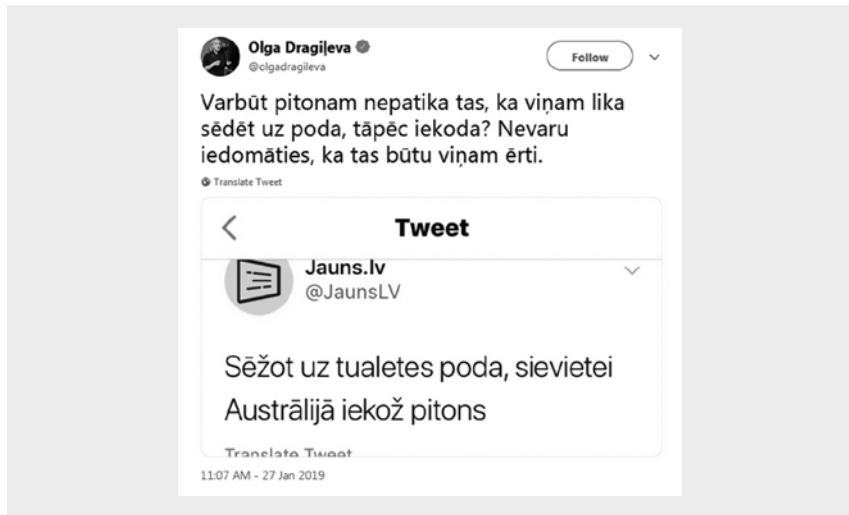 Olga Dragiļeva
@olgadragileva
Follow
Varbūt pitonam nepatika tas, ka viņam lika
sēdēt uz poda, tāpēc iekoda? Nevaru
iedomāties, ka tas būtu viņam ērti.
Translate Tweet
Tweet
Jauns.lv
@JaunsLV
Sēžot uz tualetes poda, sievietei
Austrālijā iekož pitons
Translate Tweet
11:07 AM - 27 Jan 2019